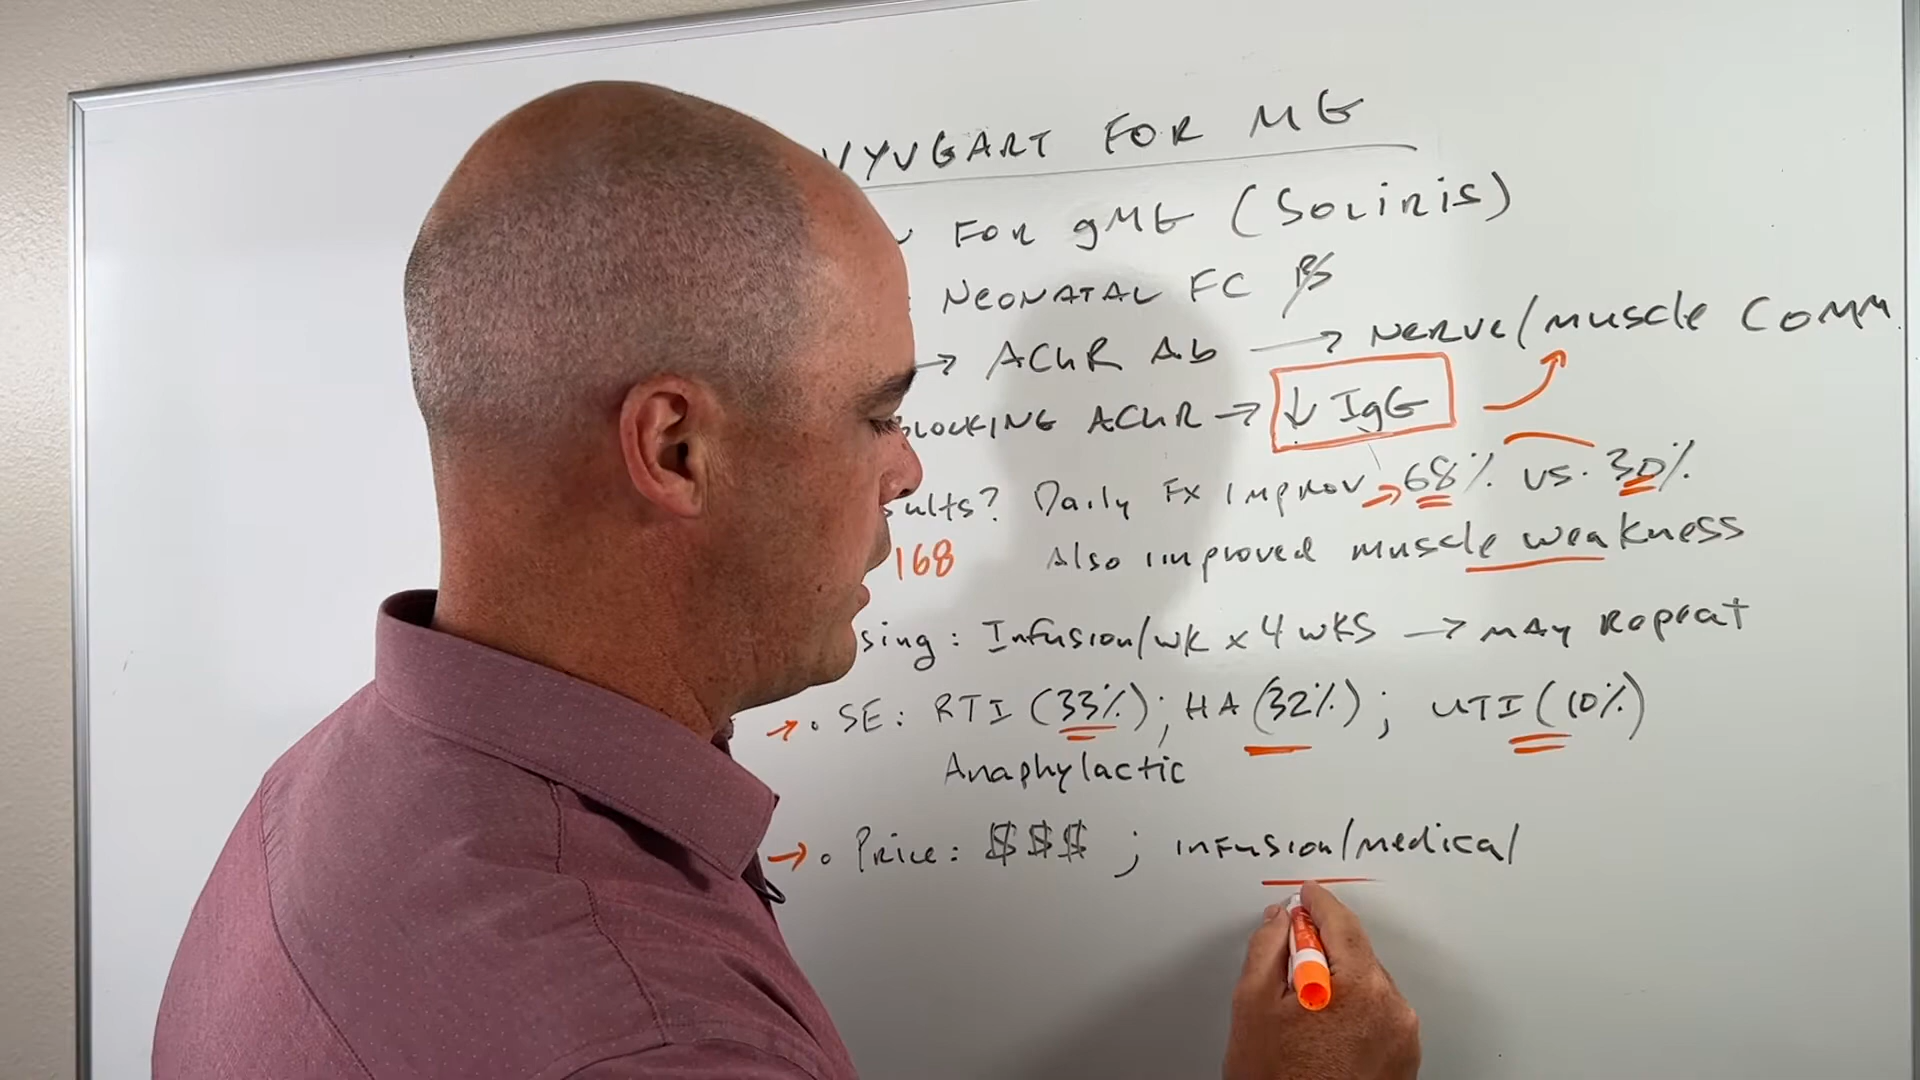 VYVGART FOR MG
FOR gMG (SOLIRIS)
NEONATAL FC
→ AChR Ab → NERVE/MUSCLE COMM.
BLOCKING AChR → ↓ IgG
sults? Daily Fx Improv → 68% vs. 30%
168 Also improved muscle weakness
sing: Infusion/wk x 4 wks → MAY Repeat
→ • SE: RTI (33%); HA (32%); UTI (10%)
Anaphylactic
→ • Price: $$$ ; infusion/medical